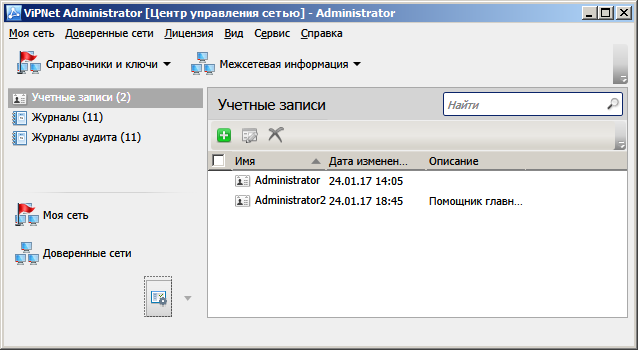 ViPNet Administrator [Центр управления сетью] - Administrator
Моя сеть Доверенные сети Лицензия Вид Сервис Справка
Справочники и ключи Межсетевая информация
Учетные записи (2)
Журналы (11)
Журналы аудита (11)
Моя сеть
Доверенные сети
Учетные записи Найти
Имя Дата изменен... Описание
Administrator 24.01.17 14:05
Administrator2 24.01.17 18:45 Помощник главн...